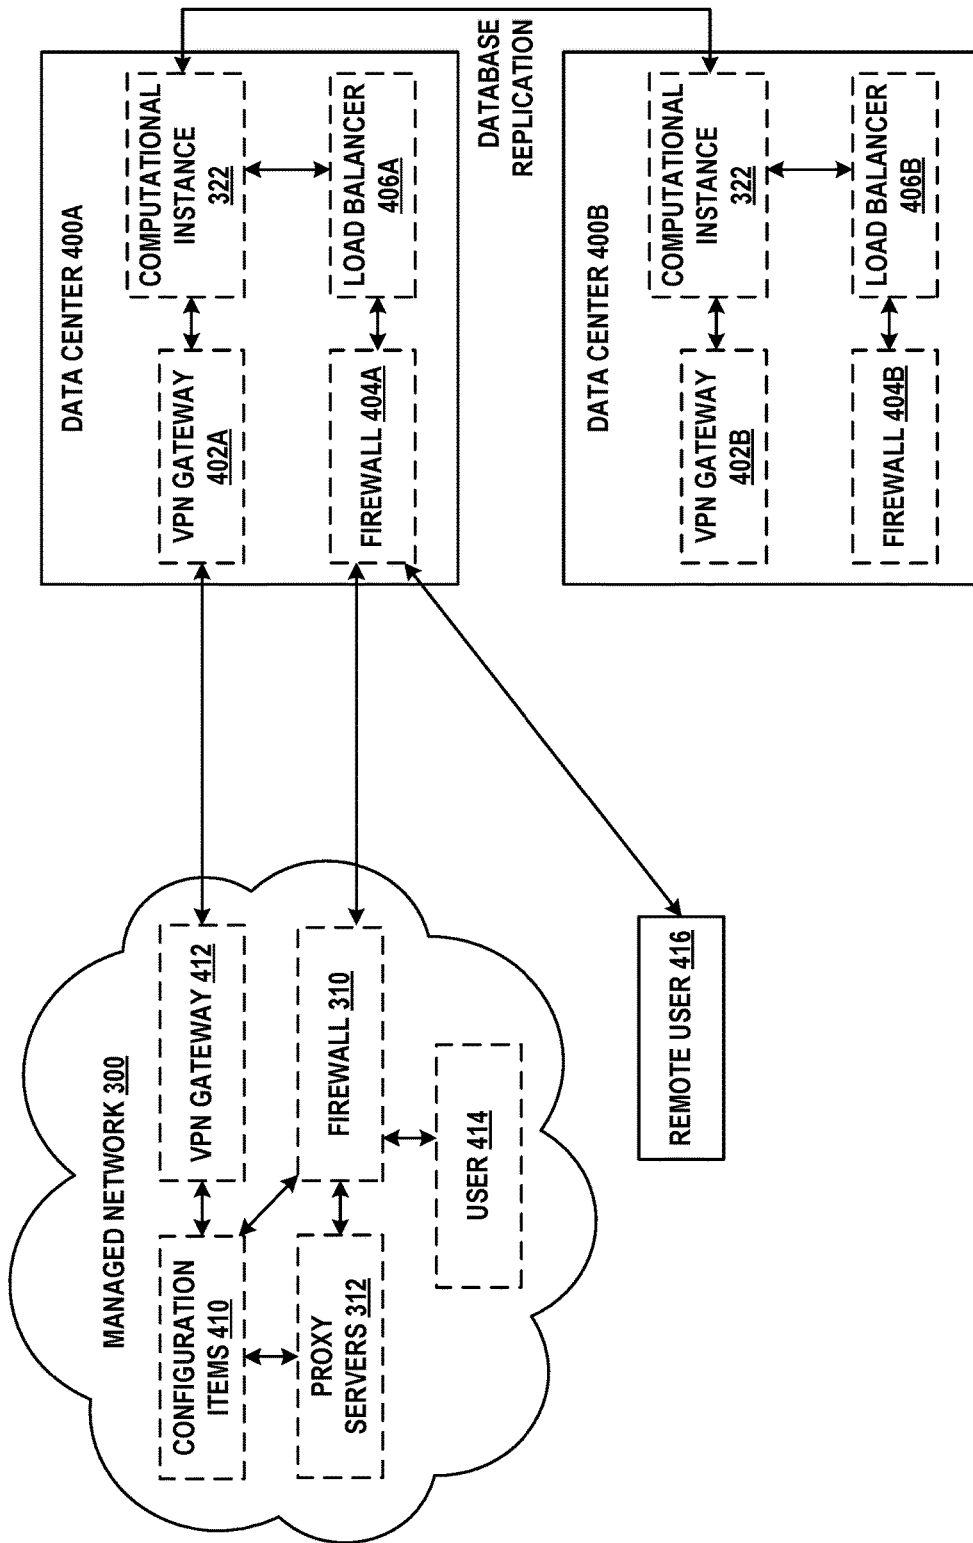 MANAGED NETWORK 300
CONFIGURATION
ITEMS 410
VPN GATEWAY 412
PROXY
SERVERS 312
FIREWALL 310
USER 414
REMOTE USER 416
DATA CENTER 400A
VPN GATEWAY
402A
COMPUTATIONAL
INSTANCE
322
FIREWALL 404A
LOAD BALANCER
406A
DATABASE
REPLICATION
DATA CENTER 400B
VPN GATEWAY
402B
COMPUTATIONAL
INSTANCE
322
FIREWALL 404B
LOAD BALANCER
406B